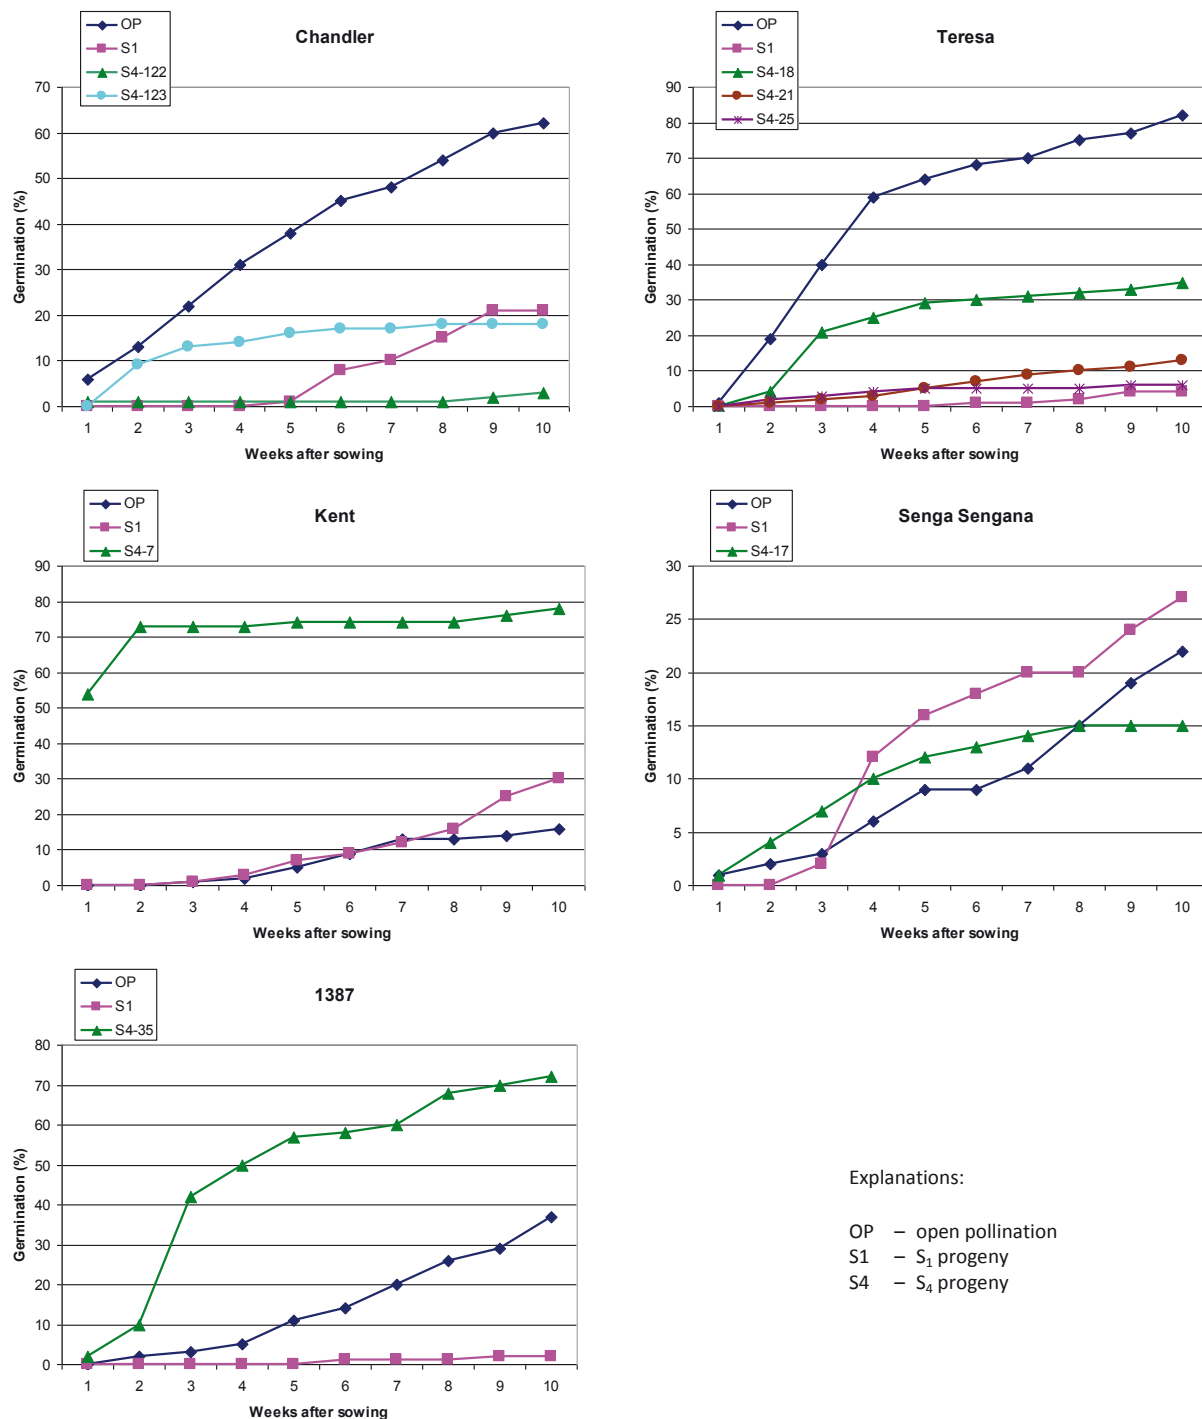 Chandler
OP
S1
S4-122
S4-123
Germination (%)
70
60
50
40
30
20
10
0
1 2 3 4 5 6 7 8 9 10
Weeks after sowing
Teresa
OP
S1
S4-18
S4-21
S4-25
Germination (%)
90
80
70
60
50
40
30
20
10
0
1 2 3 4 5 6 7 8 9 10
Weeks after sowing
Kent
OP
S1
S4-7
Germination (%)
90
80
70
60
50
40
30
20
10
0
1 2 3 4 5 6 7 8 9 10
Weeks after sowing
Senga Sengana
OP
S1
S4-17
Germination (%)
30
25
20
15
10
5
0
1 2 3 4 5 6 7 8 9 10
Weeks after sowing
1387
OP
S1
S4-35
Germination (%)
80
70
60
50
40
30
20
10
0
1 2 3 4 5 6 7 8 9 10
Weeks after sowing
Explanations:
OP – open pollination
S1 – S₁ progeny
S4 – S₄ progeny